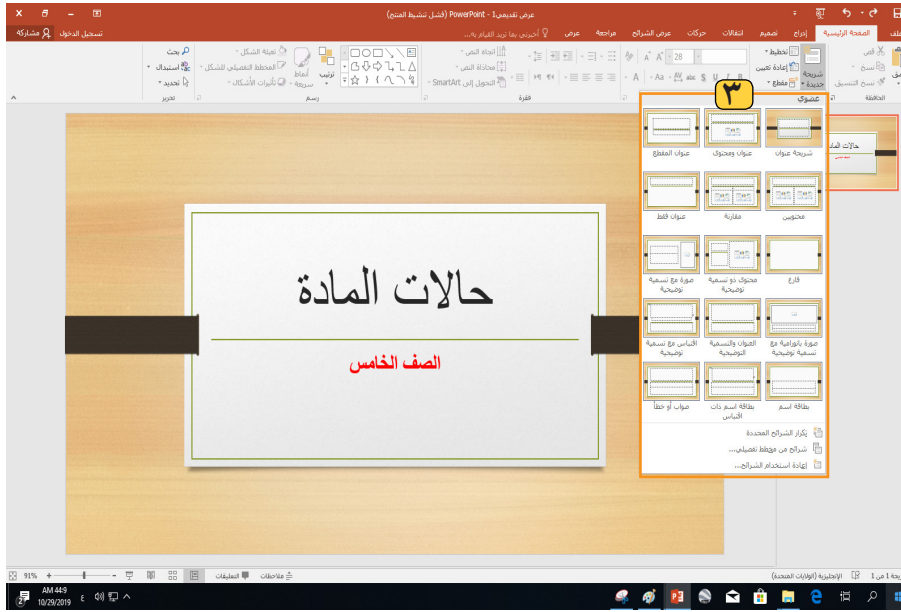 عرض تقديمي1 - PowerPoint (فشل تنشيط المنتج)
ملف الصفحة الرئيسية إدراج تصميم انتقالات حركات عرض الشرائح مراجعة عرض أخبرني بما تريد القيام به... تسجيل الدخول مشاركة
قص
نسخ
نسخ التنسيق
الحافظة
شريحة جديدة
تخطيط
إعادة تعيين
مقطع
28
اتجاه النص
محاذاة النص
التحويل إلى SmartArt
فقرة
ترتيب
أنماط سريعة
تعبئة الشكل
المخطط التفصيلي للشكل
تأثيرات الأشكال
رسم
بحث
استبدال
تحديد
تحرير
٣
عضوي
شريحة عنوان عنوان ومحتوى عنوان المقطع
محتويين مقارنة عنوان فقط
فارغ محتوى ذو تسمية توضيحية صورة مع تسمية توضيحية
صورة بانورامية مع تسمية توضيحية العنوان والتسمية التوضيحية اقتباس مع تسمية توضيحية
بطاقة اسم بطاقة اسم ذات اقتباس صواب أو خطأ
تكرار الشرائح المحددة
شرائح من مخطط تفصيلي...
إعادة استخدام الشرائح...
حالات المادة
حالات المادة
الصف الخامس
شريحة 1 من 1 الإنجليزية (الولايات المتحدة) ملاحظات التعليقات 91%
AM 4:49
10/29/2019